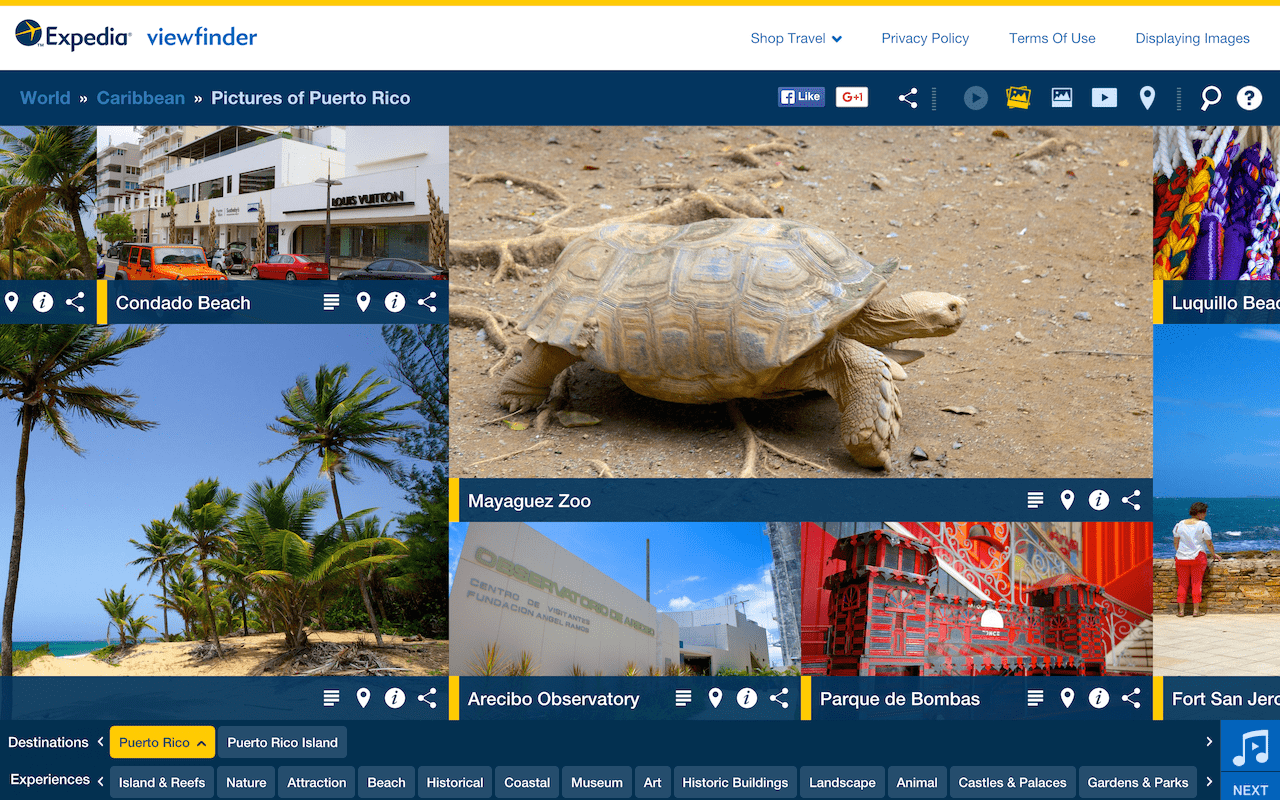 Expedia viewfinder
Shop Travel Privacy Policy Terms Of Use Displaying Images
World » Caribbean » Pictures of Puerto Rico
Like
G+1
LOUIS VUITTON
Condado Beach
Luquillo Beac
Mayaguez Zoo
OBSERVATORIO DE ARECIBO
CENTRO DE VISITANTES
FUNDACION ANGEL RAMOS
Arecibo Observatory
Parque de Bombas
Fort San Jero
Destinations Puerto Rico Puerto Rico Island
Experiences Island & Reefs Nature Attraction Beach Historical Coastal Museum Art Historic Buildings Landscape Animal Castles & Palaces Gardens & Parks
NEXT